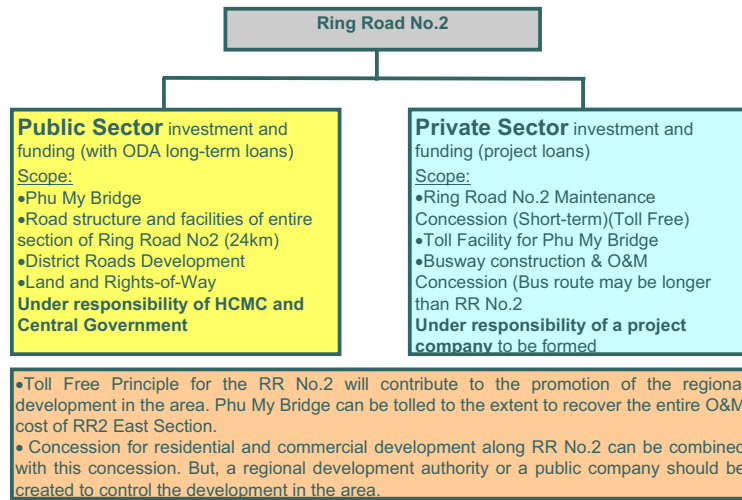 Ring Road No.2
Public Sector investment and
funding (with ODA long-term loans)
Scope:
•Phu My Bridge
•Road structure and facilities of entire
section of Ring Road No2 (24km)
•District Roads Development
•Land and Rights-of-Way
Under responsibility of HCMC and
Central Government
Private Sector investment and
funding (project loans)
Scope:
•Ring Road No.2 Maintenance
Concession (Short-term)(Toll Free)
•Toll Facility for Phu My Bridge
•Busway construction & O&M
Concession (Bus route may be longer
than RR No.2
Under responsibility of a project
company to be formed
•Toll Free Principle for the RR No.2 will contribute to the promotion of the regional
development in the area. Phu My Bridge can be tolled to the extent to recover the entire O&M
cost of RR2 East Section.
• Concession for residential and commercial development along RR No.2 can be combined
with this concession. But, a regional development authority or a public company should be
created to control the development in the area.